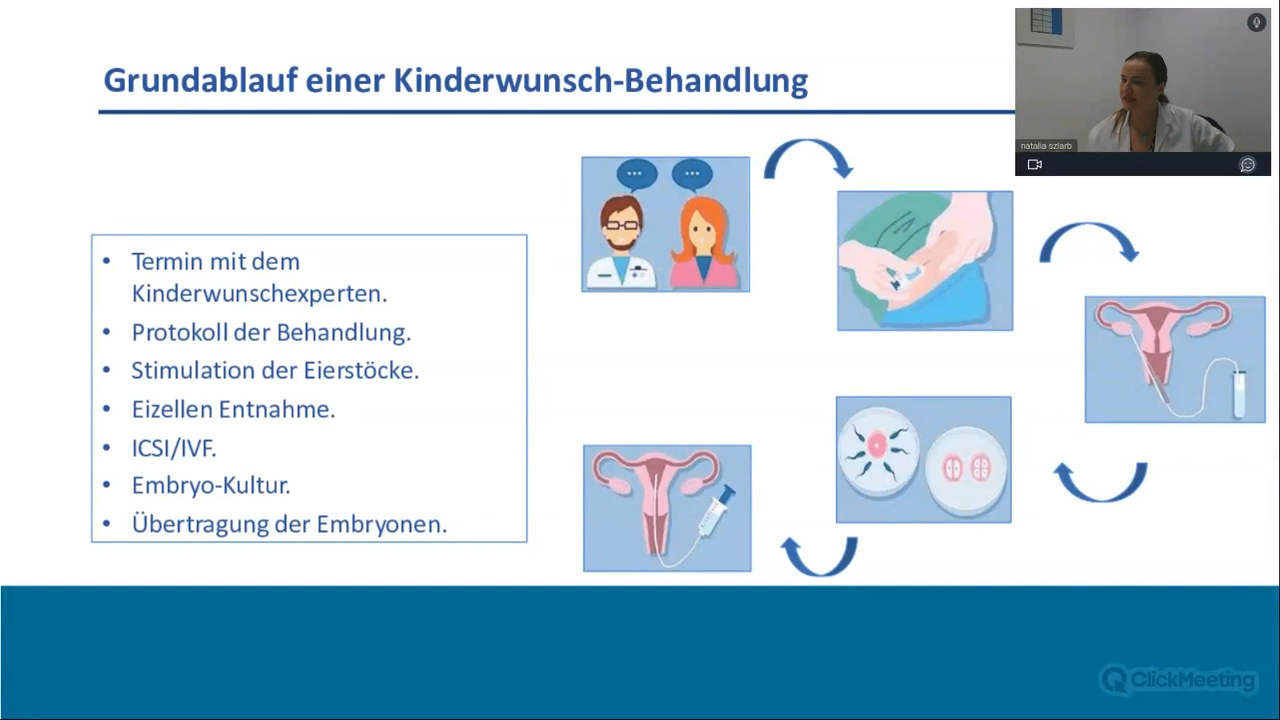 Grundablauf einer Kinderwunsch-Behandlung
natalia szlarb
• Termin mit dem
Kinderwunschexperten.
• Protokoll der Behandlung.
• Stimulation der Eierstöcke.
• Eizellen Entnahme.
• ICSI/IVF.
• Embryo-Kultur.
• Übertragung der Embryonen.
ClickMeeting